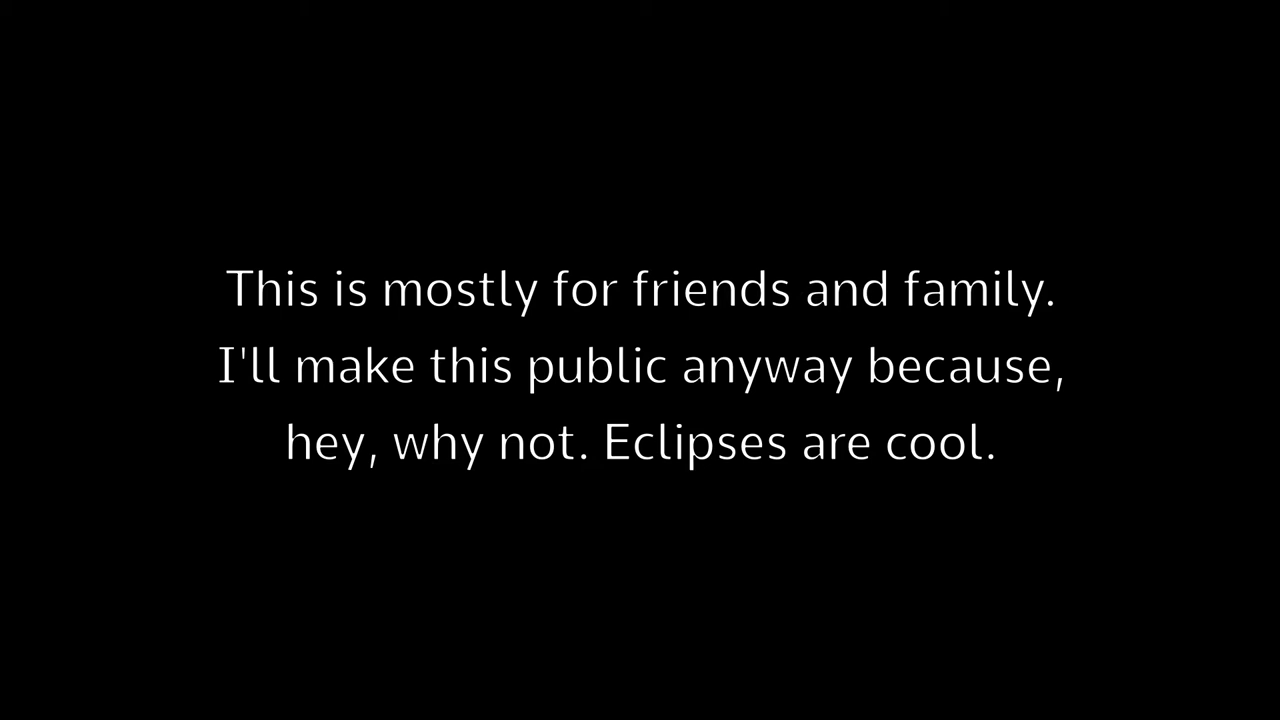 This is mostly for friends and family.
I'll make this public anyway because,
hey, why not. Eclipses are cool.